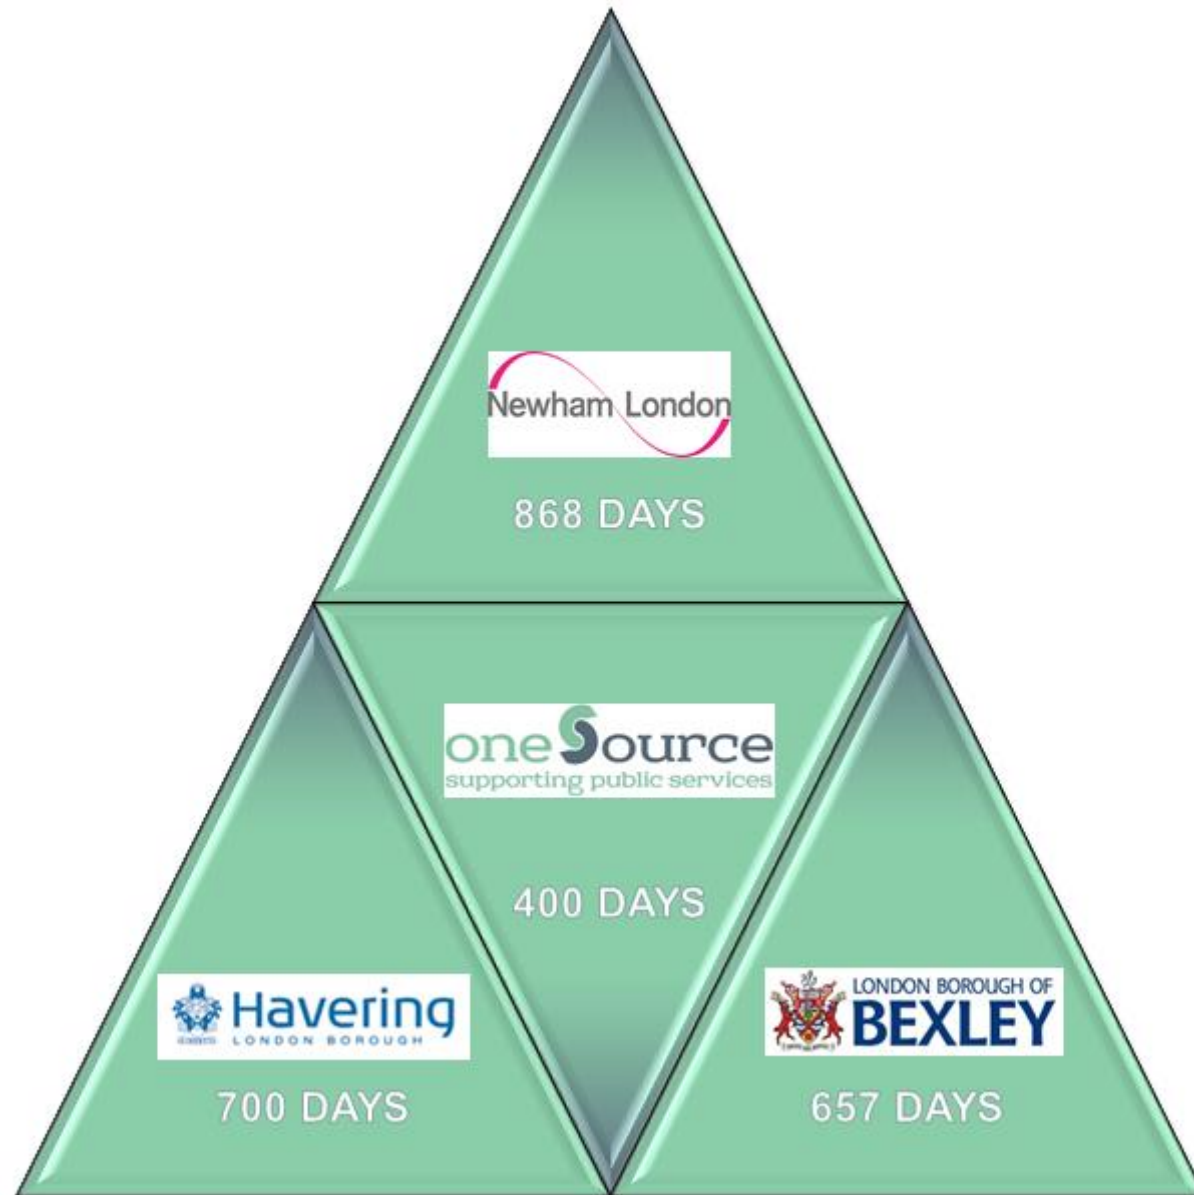 Newham London
868 DAYS
oneSource
supporting public services
400 DAYS
Havering
LONDON BOROUGH
700 DAYS
LONDON BOROUGH OF
BEXLEY
657 DAYS